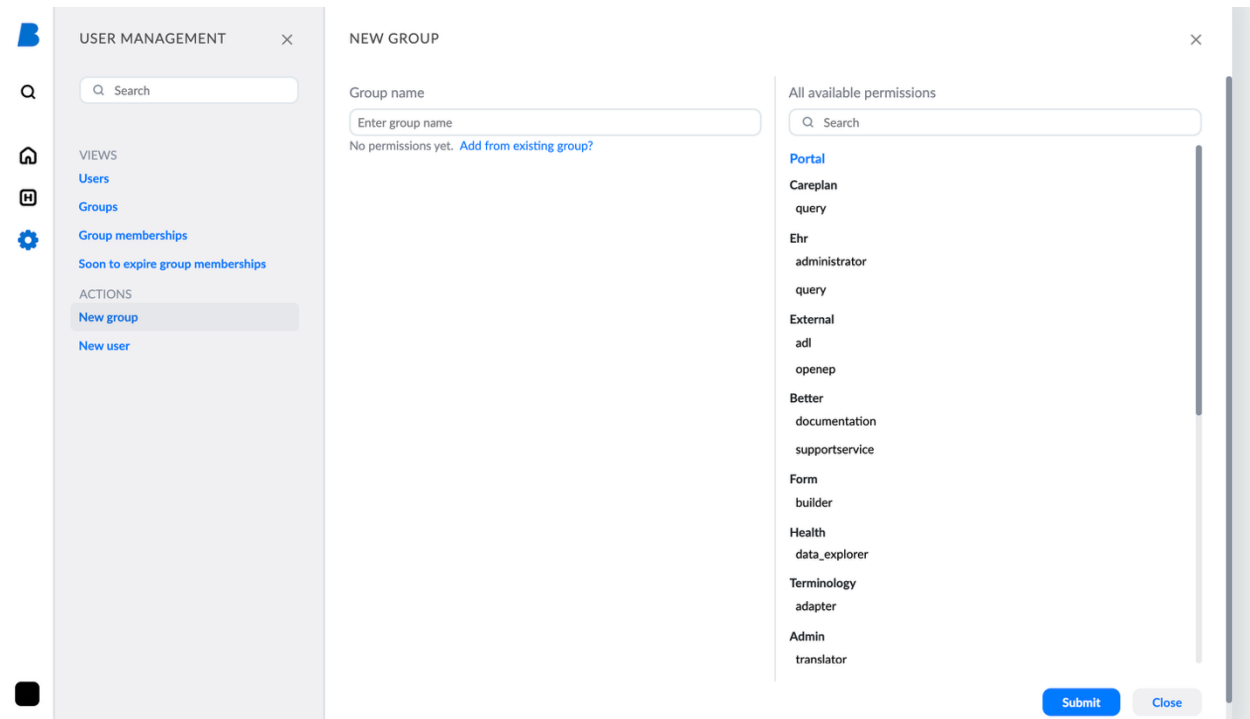 B
USER MANAGEMENT
Search
VIEWS
Users
Groups
Group memberships
Soon to expire group memberships
ACTIONS
New group
New user
H
NEW GROUP
Group name
Enter group name
No permissions yet. Add from existing group?
All available permissions
Search
Portal
Careplan
query
Ehr
administrator
query
External
adl
openep
Better
documentation
supportservice
Form
builder
Health
data_explorer
Terminology
adapter
Admin
translator
Submit
Close